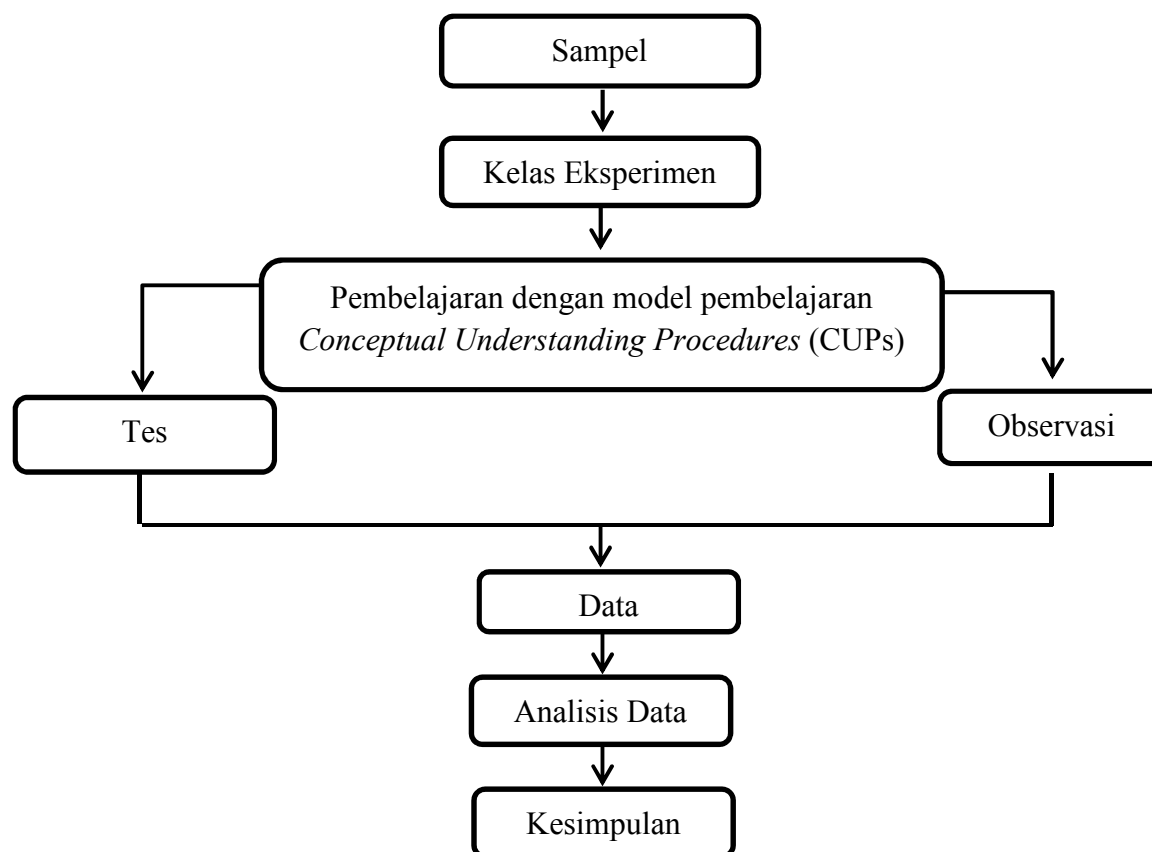 Sampel
Kelas Eksperimen
Pembelajaran dengan model pembelajaran
Conceptual Understanding Procedures (CUPs)
Tes
Observasi
Data
Analisis Data
Kesimpulan